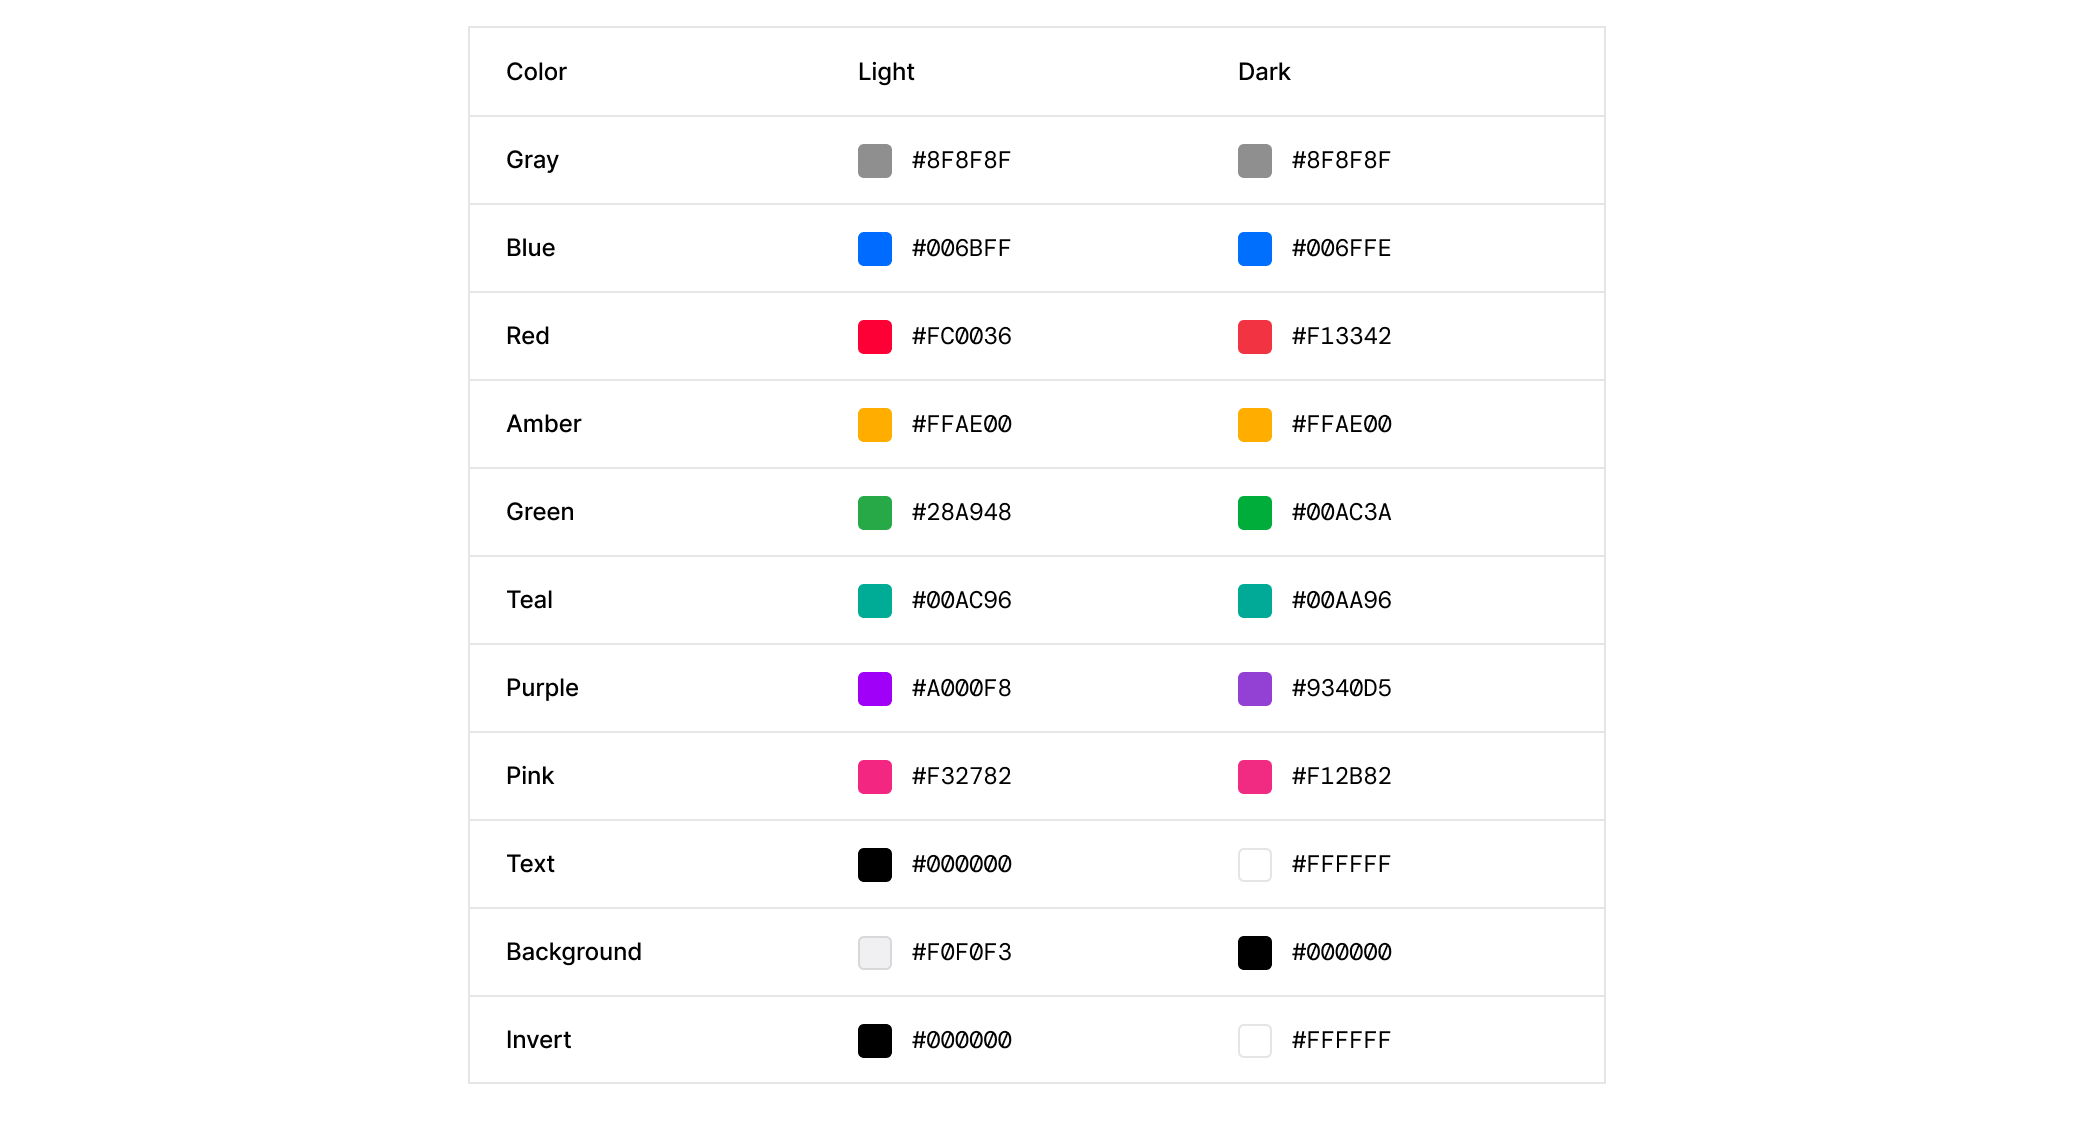 Color Light Dark
Gray #8F8F8F #8F8F8F
Blue #006BFF #006FFE
Red #FC0036 #F13342
Amber #FFAE00 #FFAE00
Green #28A948 #00AC3A
Teal #00AC96 #00AA96
Purple #A000F8 #9340D5
Pink #F32782 #F12B82
Text #000000 #FFFFFF
Background #F0F0F3 #000000
Invert #000000 #FFFFFF